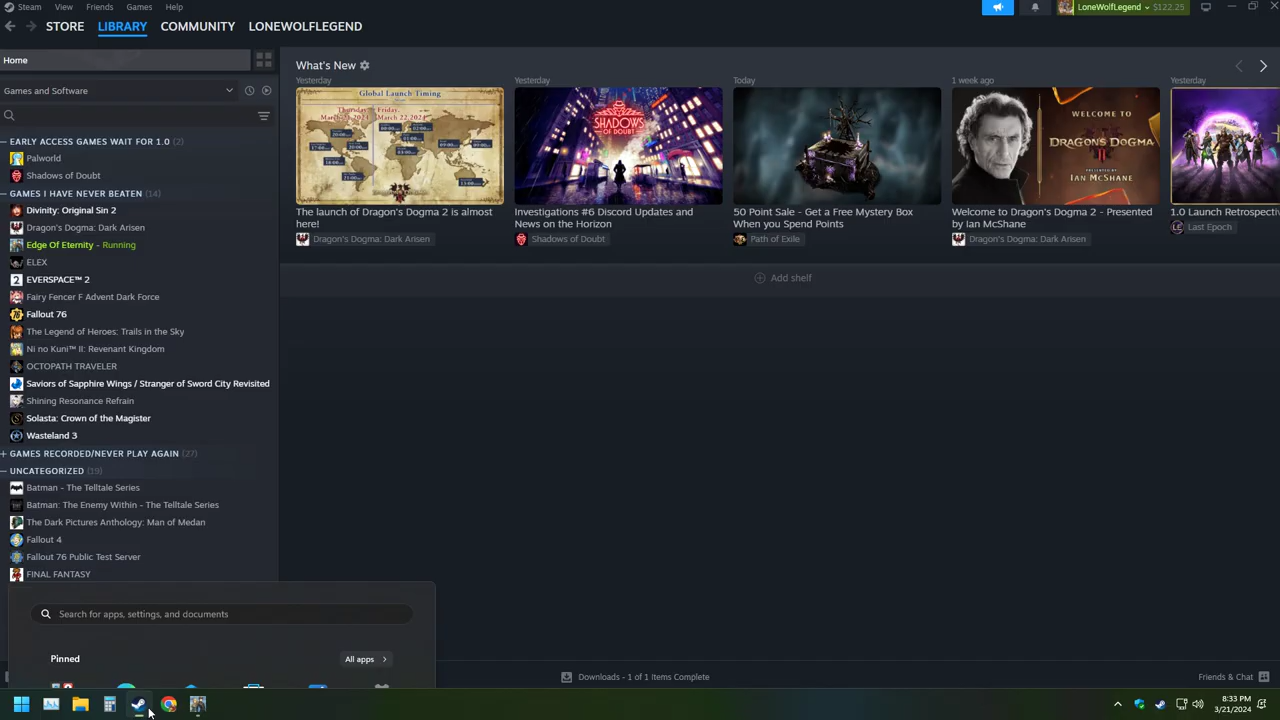 Steam View Friends Games Help
LoneWolfLegend $122.25
STORE LIBRARY COMMUNITY LONEWOLFLEGEND
Home
Games and Software
EARLY ACCESS GAMES WAIT FOR 1.0 (2)
Palworld
Shadows of Doubt
GAMES I HAVE NEVER BEATEN (14)
Divinity: Original Sin 2
Dragon's Dogma: Dark Arisen
Edge Of Eternity - Running
ELEX
EVERSPACE™ 2
Fairy Fencer F Advent Dark Force
Fallout 76
The Legend of Heroes: Trails in the Sky
Ni no Kuni™ II: Revenant Kingdom
OCTOPATH TRAVELER
Saviors of Sapphire Wings / Stranger of Sword City Revisited
Shining Resonance Refrain
Solasta: Crown of the Magister
Wasteland 3
GAMES RECORDED/NEVER PLAY AGAIN (27)
UNCATEGORIZED (19)
Batman - The Telltale Series
Batman: The Enemy Within - The Telltale Series
The Dark Pictures Anthology: Man of Medan
Fallout 4
Fallout 76 Public Test Server
FINAL FANTASY
What's New
Yesterday
Global Launch Timing
Thursday, March 21, 2024
Friday, March 22, 2024
The launch of Dragon's Dogma 2 is almost
here!
Dragon's Dogma: Dark Arisen
Yesterday
SHADOWS
OF DOUBT
Investigations #6 Discord Updates and
News on the Horizon
Shadows of Doubt
Today
50 Point Sale - Get a Free Mystery Box
When you Spend Points
Path of Exile
1 week ago
WELCOME TO
DRAGON'S DOGMA
II
PRESENTED BY
IAN McSHANE
Welcome to Dragon's Dogma 2 - Presented
by Ian McShane
Dragon's Dogma: Dark Arisen
Yesterday
1.0 Launch Retrospectiv
Last Epoch
Add shelf
Search for apps, settings, and documents
Pinned
All apps
Downloads - 1 of 1 Items Complete
Friends & Chat
8:33 PM
3/21/2024